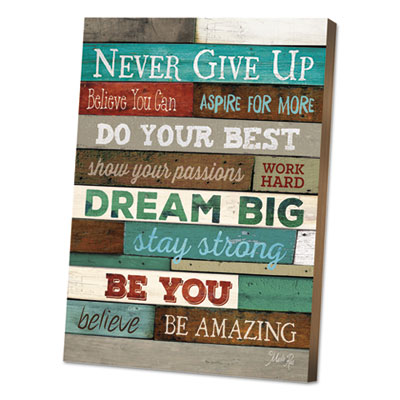 NEVER GIVE UP
Believe You Can ASPIRE FOR MORE
DO YOUR BEST
show your passions WORK HARD
DREAM BIG
stay strong
BE YOU
believe BE AMAZING